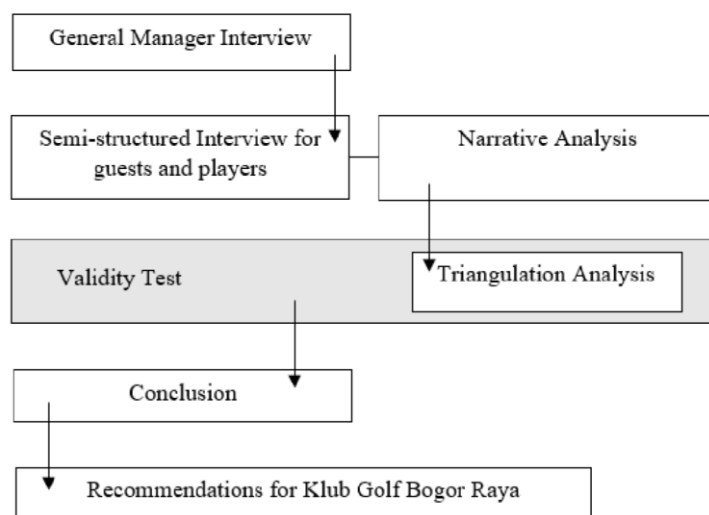 General Manager Interview
Semi-structured Interview for
guests and players
Narrative Analysis
Validity Test
Triangulation Analysis
Conclusion
Recommendations for Klub Golf Bogor Raya